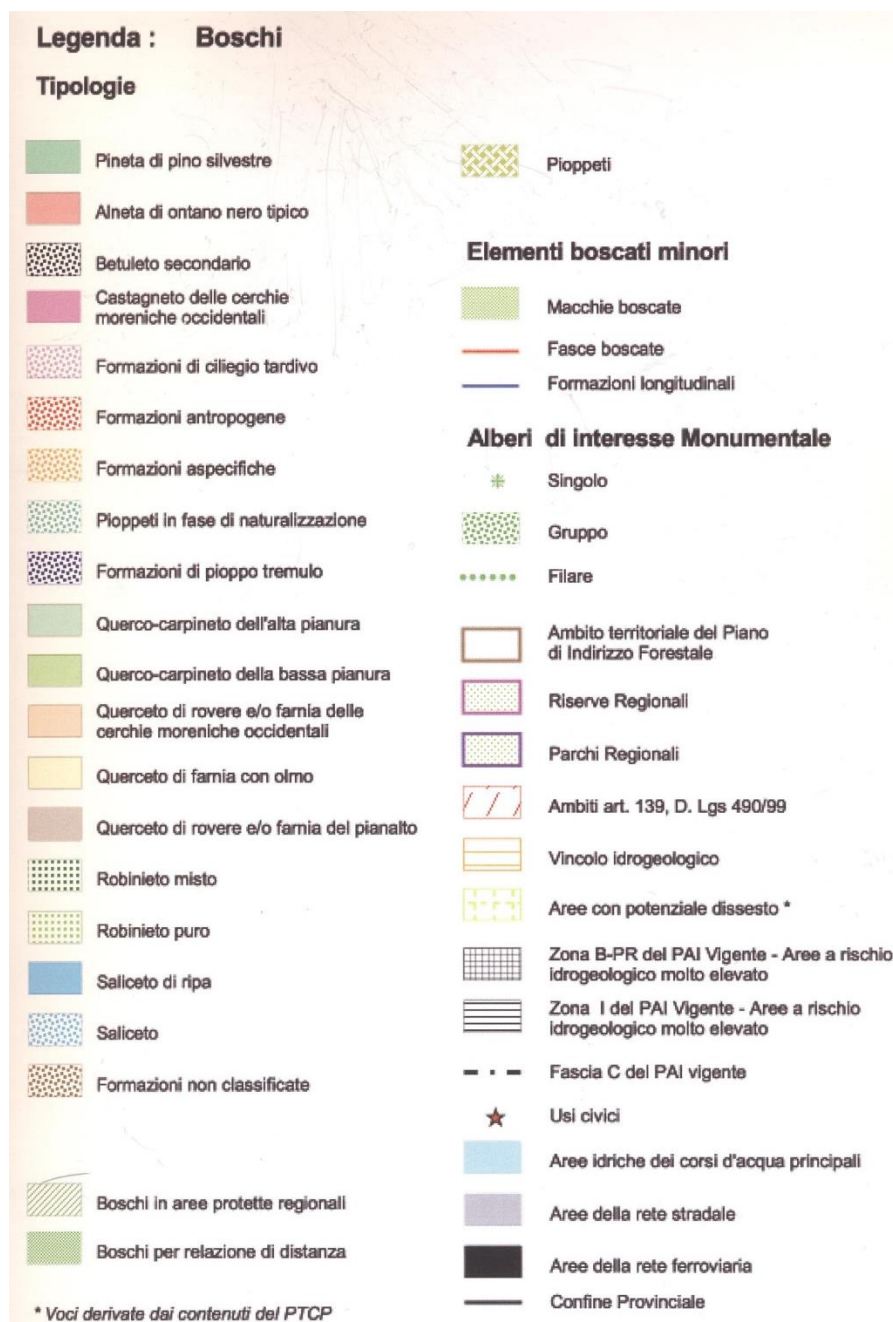 Legenda : Boschi
Tipologie
Pineta di pino silvestre
Alneta di ontano nero tipico
Betuleto secondario
Castagneto delle cerchie
moreniche occidentali
Formazioni di ciliegio tardivo
Formazioni antropogene
Formazioni aspecifiche
Pioppeti in fase di naturalizzazione
Formazioni di pioppo tremulo
Querco-carpineto dell'alta pianura
Querco-carpineto della bassa pianura
Querceto di rovere e/o farnia delle
cerchie moreniche occidentali
Querceto di farnia con olmo
Querceto di rovere e/o farnia del pianalto
Robinieto misto
Robinieto puro
Saliceto di ripa
Saliceto
Formazioni non classificate
Boschi in aree protette regionali
Boschi per relazione di distanza
* Voci derivate dai contenuti del PTCP
Pioppeti
Elementi boscati minori
Macchie boscate
Fasce boscate
Formazioni longitudinali
Alberi di interesse Monumentale
Singolo
Gruppo
Filare
Ambito territoriale del Piano
di Indirizzo Forestale
Riserve Regionali
Parchi Regionali
Ambiti art. 139, D. Lgs 490/99
Vincolo idrogeologico
Aree con potenziale dissesto *
Zona B-PR del PAI Vigente - Aree a rischio
idrogeologico molto elevato
Zona I del PAI Vigente - Aree a rischio
idrogeologico molto elevato
Fascia C del PAI vigente
Usi civici
Aree idriche dei corsi d'acqua principali
Aree della rete stradale
Aree della rete ferroviaria
Confine Provinciale